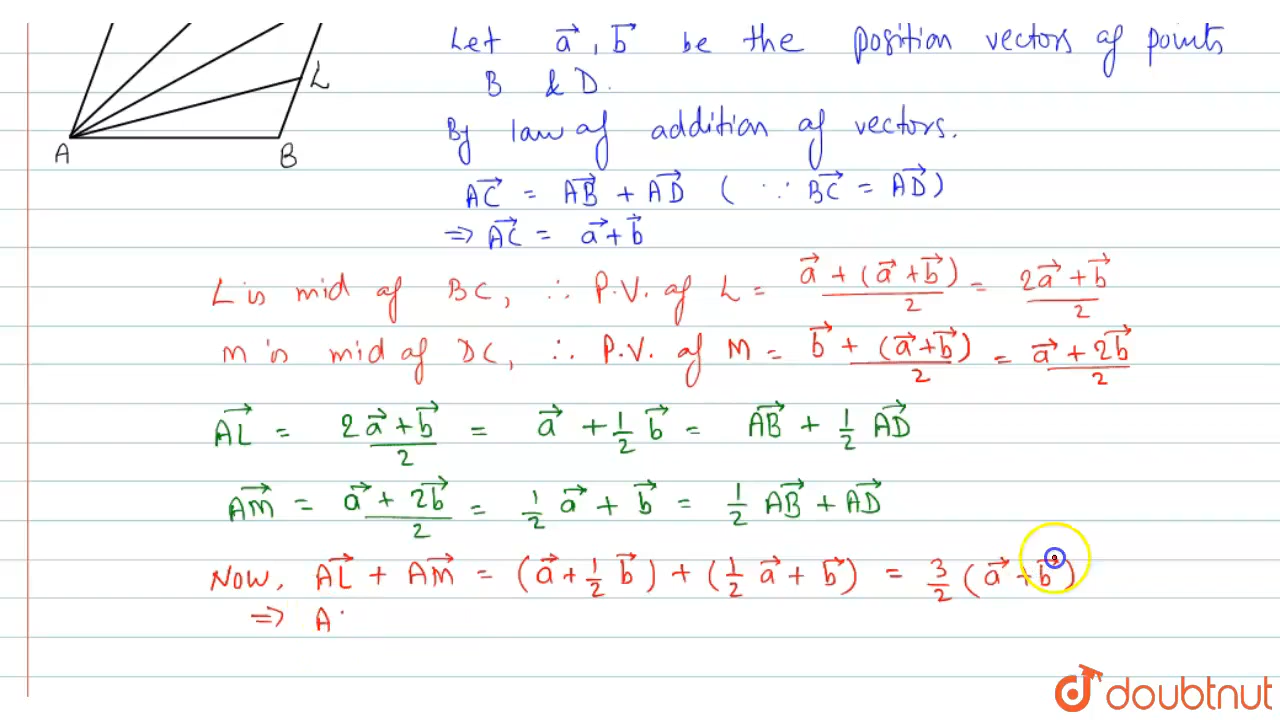 Let a⃗, b⃗ be the position vectors of points
B & D.
By law of addition of vectors.
AC⃗ = AB⃗ + AD⃗ (∵ BC⃗ = AD⃗)
⇒ AC⃗ = a⃗ + b⃗
L
A
B
L is mid of BC, ∴ P.V. of L = (a⃗ + (a⃗ + b⃗))/2 = (2a⃗ + b⃗)/2
M is mid of DC, ∴ P.V. of M = (b⃗ + (a⃗ + b⃗))/2 = (a⃗ + 2b⃗)/2
AL⃗ = (2a⃗ + b⃗)/2 = a⃗ + 1/2 b⃗ = AB⃗ + 1/2 AD⃗
AM⃗ = (a⃗ + 2b⃗)/2 = 1/2 a⃗ + b⃗ = 1/2 AB⃗ + AD⃗
Now, AL⃗ + AM⃗ = (a⃗ + 1/2 b⃗) + (1/2 a⃗ + b⃗) = 3/2 (a⃗ + b⃗)
⇒ A
doubtnut